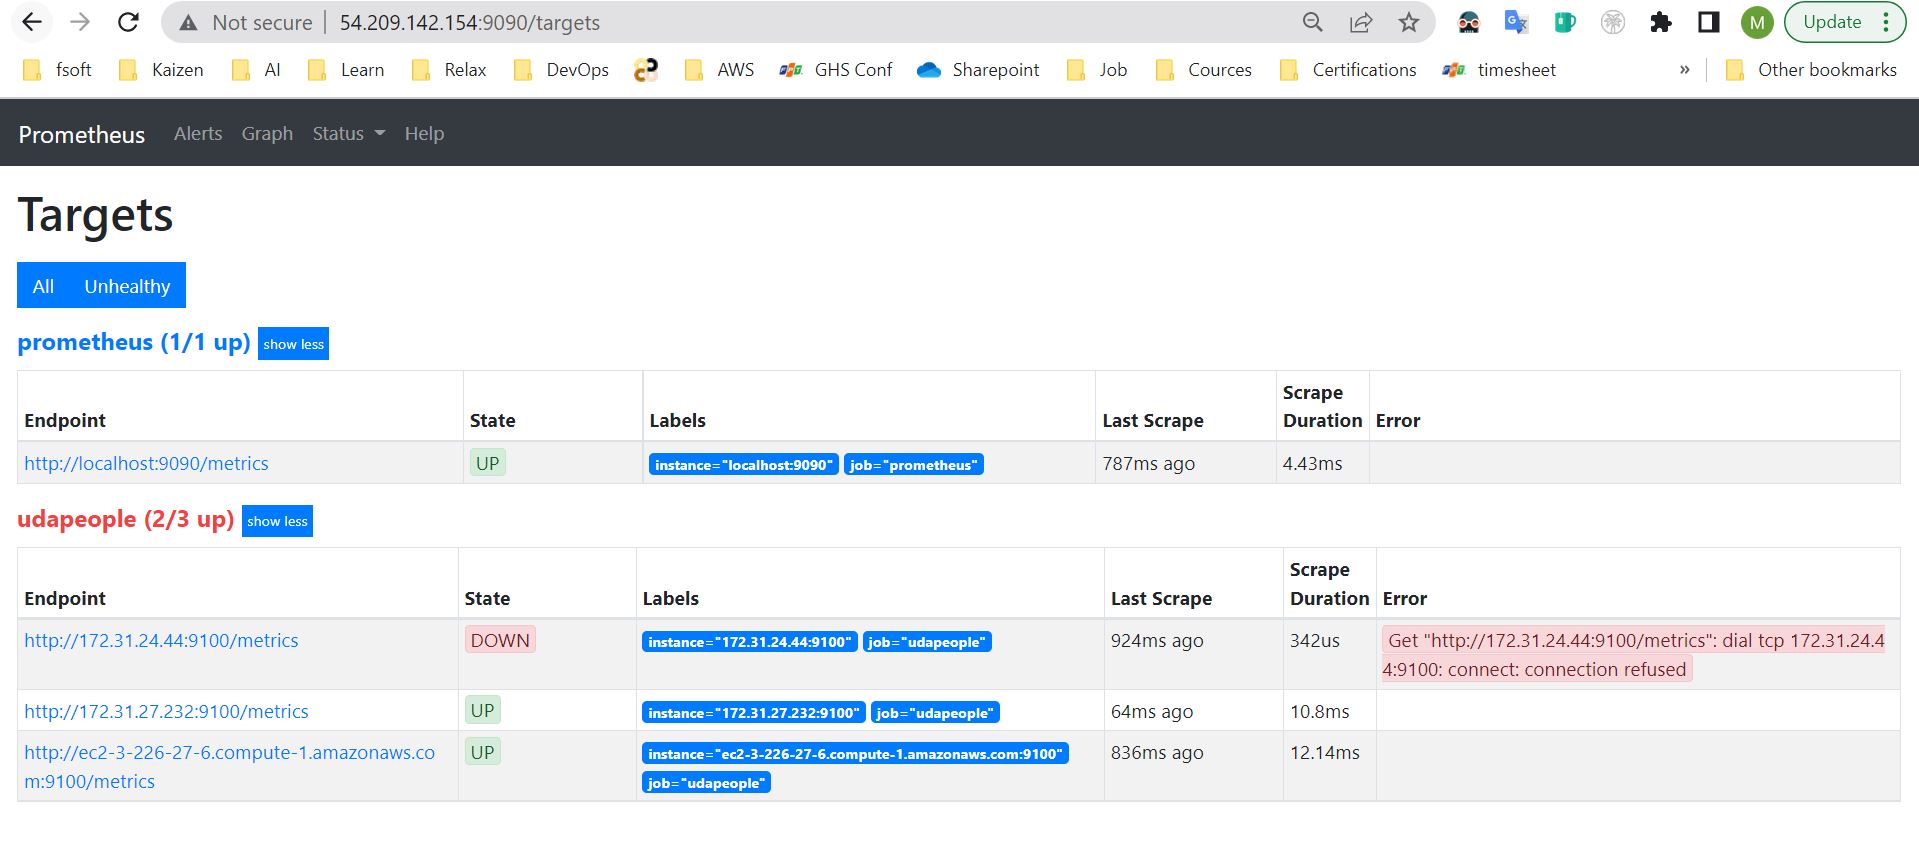 Not secure | 54.209.142.154:9090/targets M Update
fsoft Kaizen AI Learn Relax DevOps AWS GHS Conf Sharepoint Job Cources Certifications timesheet » Other bookmarks
Prometheus Alerts Graph Status Help
Targets
All Unhealthy
prometheus (1/1 up) show less
Endpoint State Labels Last Scrape Scrape Duration Error
http://localhost:9090/metrics UP instance="localhost:9090" job="prometheus" 787ms ago 4.43ms
udapeople (2/3 up) show less
Endpoint State Labels Last Scrape Scrape Duration Error
http://172.31.24.44:9100/metrics DOWN instance="172.31.24.44:9100" job="udapeople" 924ms ago 342us Get "http://172.31.24.44:9100/metrics": dial tcp 172.31.24.4
4:9100: connect: connection refused
http://172.31.27.232:9100/metrics UP instance="172.31.27.232:9100" job="udapeople" 64ms ago 10.8ms
http://ec2-3-226-27-6.compute-1.amazonaws.co UP instance="ec2-3-226-27-6.compute-1.amazonaws.com:9100" 836ms ago 12.14ms
m:9100/metrics job="udapeople"